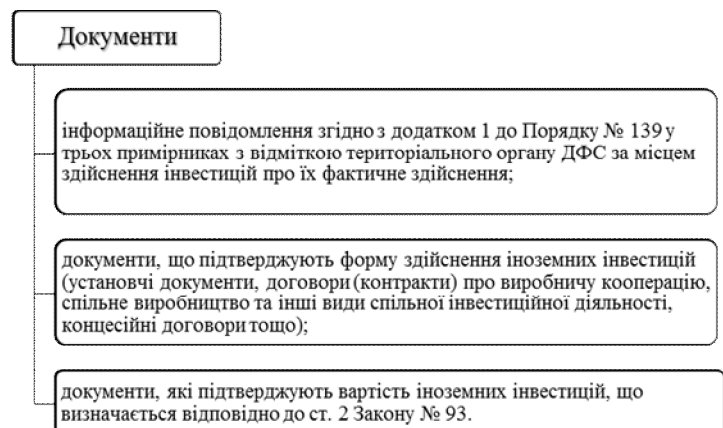 Документи
інформаційне повідомлення згідно з додатком 1 до Порядку № 139 у
трьох примірниках з відміткою територіального органу ДФС за місцем
здійснення інвестицій про їх фактичне здійснення;
документи, що підтверджують форму здійснення іноземних інвестицій
(установчі документи, договори (контракти) про виробничу кооперацію,
спільне виробництво та інші види спільної інвестиційної діяльності,
концесійні договори тощо);
документи, які підтверджують вартість іноземних інвестицій, що
визначається відповідно до ст. 2 Закону № 93.